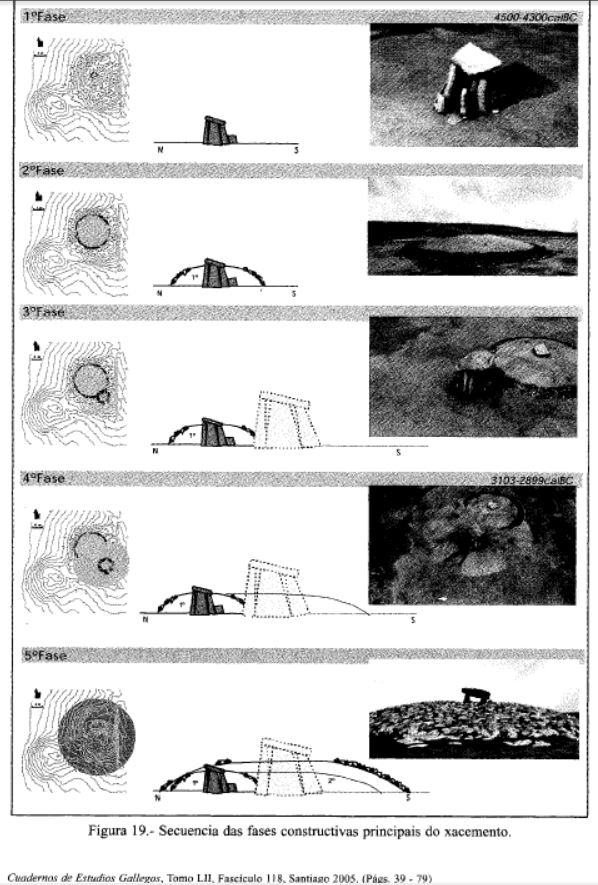 1ºFase 4500-4300calBC
N S
2ºFase
1º
N S
3ºFase
1º
N S
4ºFase 3103-2899calBC
1º
N S
5ºFase
1º 2º
N S
Figura 19.- Secuencia das fases constructivas principais do xacemento.
Cuadernos de Estudios Gallegos, Tomo LII, Fascículo 118, Santiago 2005. (Págs. 39 - 79)